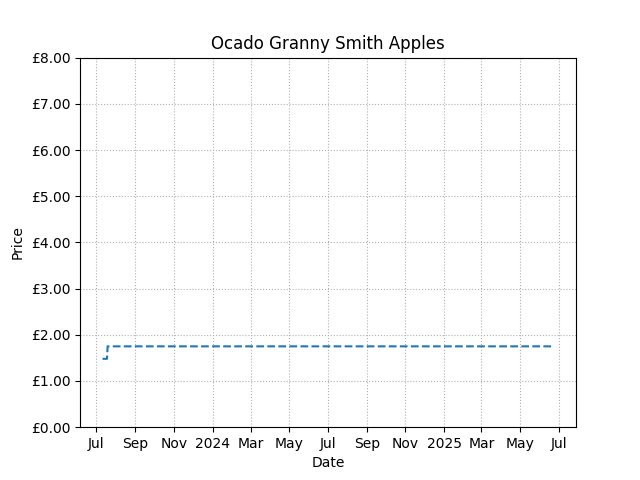 Ocado Granny Smith Apples
£8.00
£7.00
£6.00
£5.00
£4.00
£3.00
£2.00
£1.00
£0.00
Price
Jul Sep Nov 2024 Mar May Jul Sep Nov 2025 Mar May Jul
Date